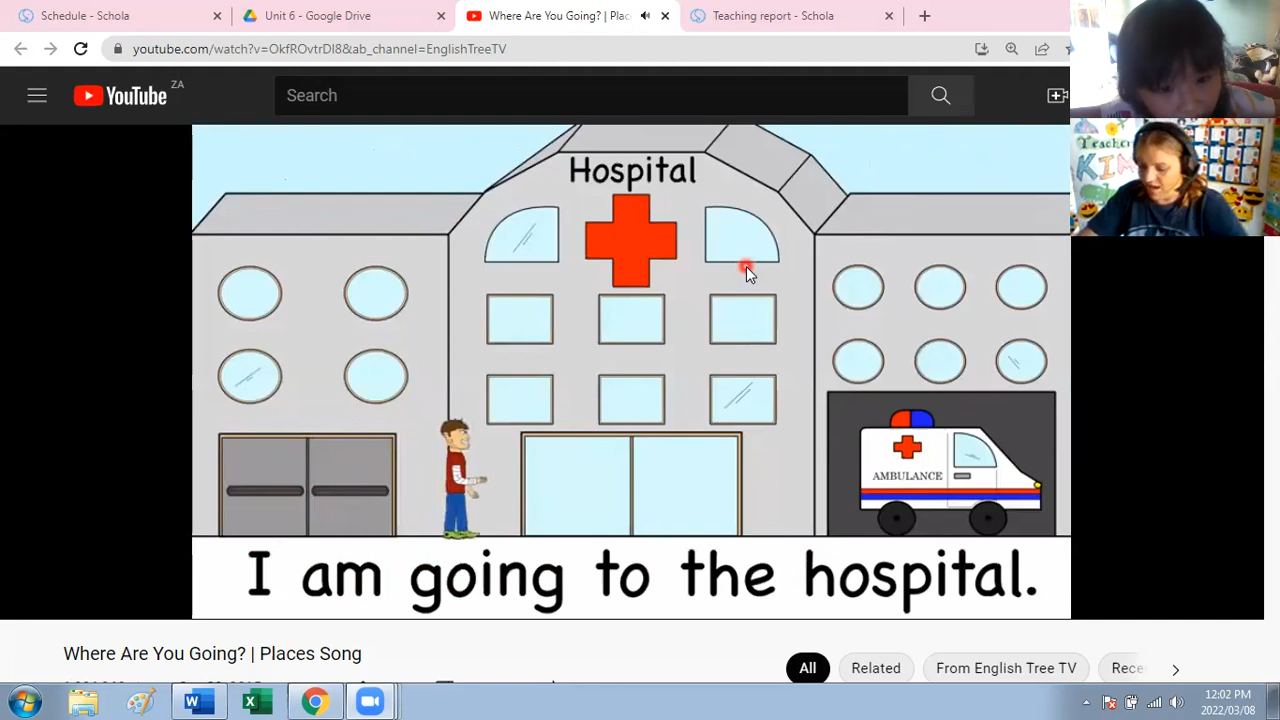 Schedule - Schola
Unit 6 - Google Drive
Where Are You Going? | Plac
Teaching report - Schola
youtube.com/watch?v=OkfROvtrDI8&ab_channel=EnglishTreeTV
YouTube ZA
Search
Teacher
KIM
Hospital
AMBULANCE
I am going to the hospital.
Where Are You Going? | Places Song
All
Related
From English Tree TV
Rece
12:02 PM
2022/03/08